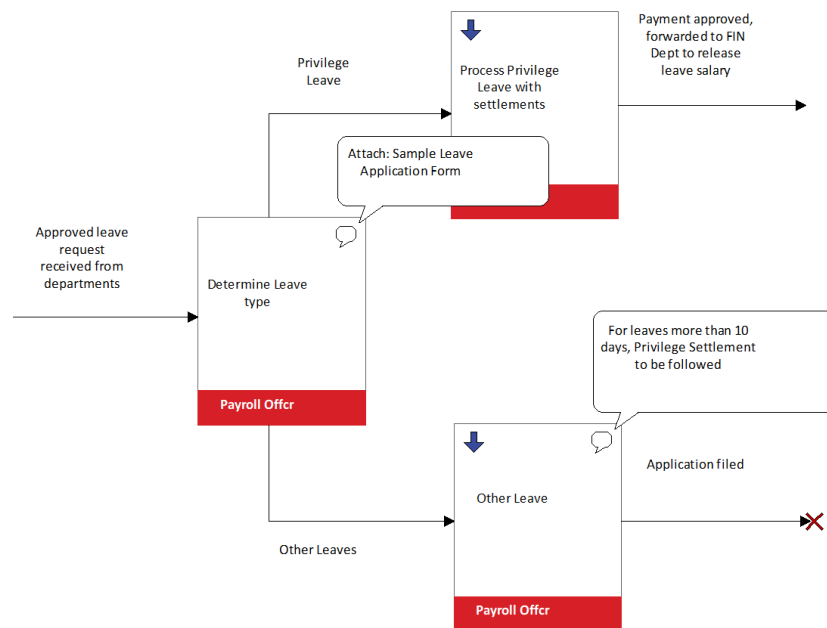 Payment approved,
forwarded to FIN
Dept to release
leave salary
Privilege
Leave
Process Privilege
Leave with
settlements
Attach: Sample Leave
Application Form
Approved leave
request
received from
departments
Determine Leave
type
Payroll Offcr
For leaves more than 10
days, Privilege Settlement
to be followed
Application filed
Other Leave
Other Leaves
Payroll Offcr